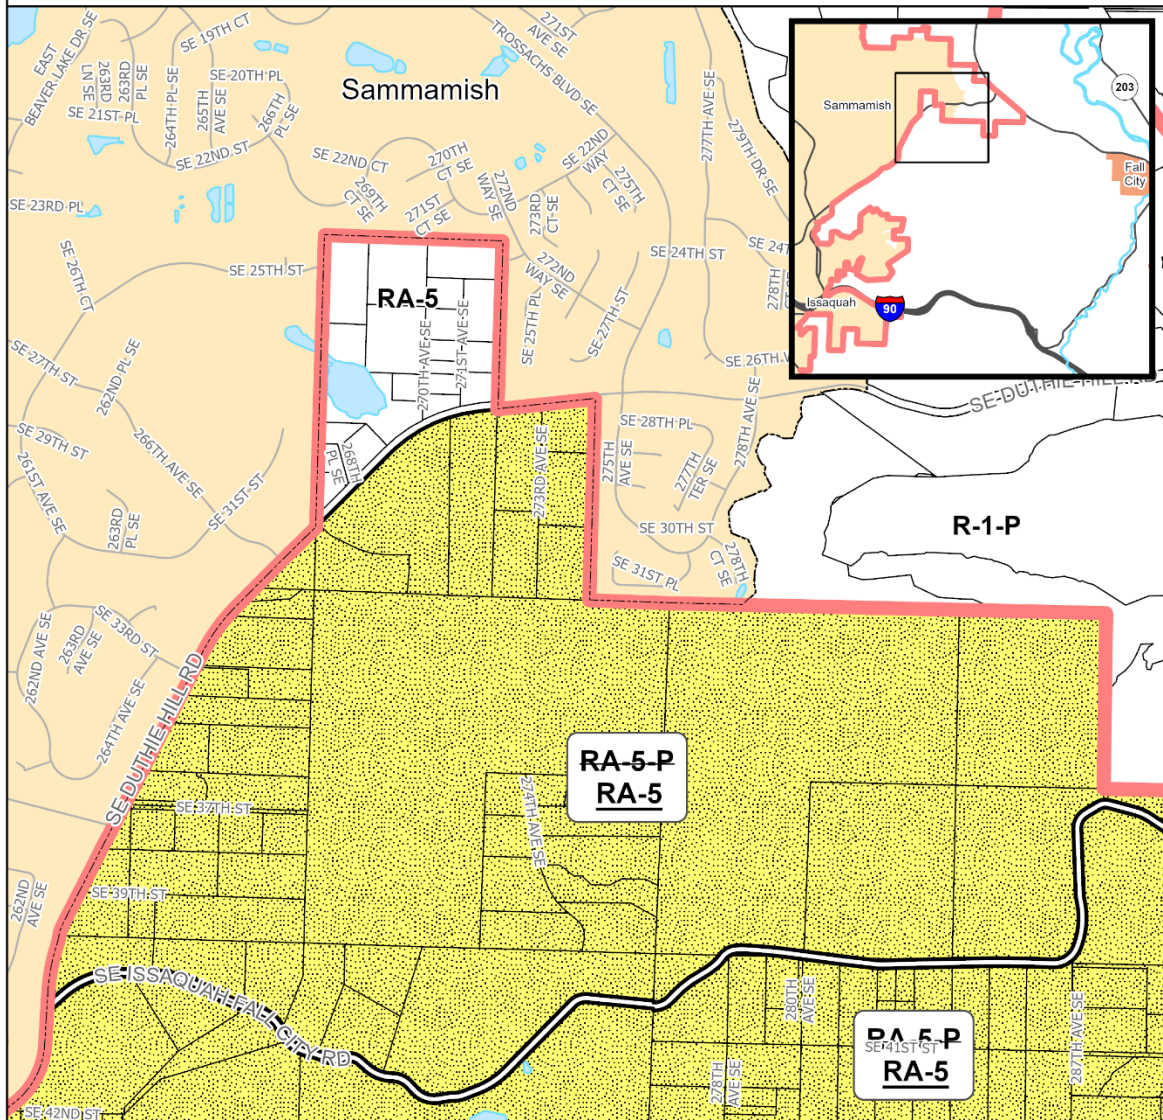 EAST
BEAVER LAKE DR SE
SE 19TH CT
263RD
LN SE
263RD
PL SE
264TH PL SE
SE 20TH PL
265TH
AVE SE
266TH
PL SE
SE 21ST PL
SE 22ND ST
SE 23RD PL
Sammamish
271ST
AVE SE
TROSSACHS BLVD SE
SE 22ND CT
269TH
CT SE
270TH
CT SE
271ST
CT SE
272ND
WAY SE
SE 22ND
WAY
273RD
CT SE
275TH
CT SE
277TH AVE SE
279TH DR SE
SE 24TH ST
SE 24T
278TH
CT SE
SE 26TH CT
SE 25TH ST
272ND
WAY SE
SE 25TH PL
SE 27TH ST
SE 26TH W
Sammamish
203
Fall
City
Issaquah
90
SE DUTHIE HILL RD
RA-5
270TH AVE SE
271ST AVE SE
268TH
PL SE
SE 27TH ST
262ND PL SE
SE 29TH ST
261ST AVE SE
266TH AVE SE
SE 31ST ST
263RD
PL SE
273RD AVE SE
275TH
AVE SE
SE 28TH PL
277TH
TER SE
278TH AVE SE
SE 30TH ST
SE 31ST PL
278TH
CT SE
R-1-P
262ND AVE SE
263RD
AVE SE
SE 33RD ST
264TH AVE SE
SE DUTHIE HILL RD
RA-5-P
RA-5
274TH AVE SE
SE 37TH ST
SE 39TH ST
262ND
AVE SE
SE ISSAQUAH FALL CITY RD
280TH
AVE SE
278TH
AVE SE
RA-5-P
SE 41ST ST
RA-5
287TH AVE SE
SE 42ND ST